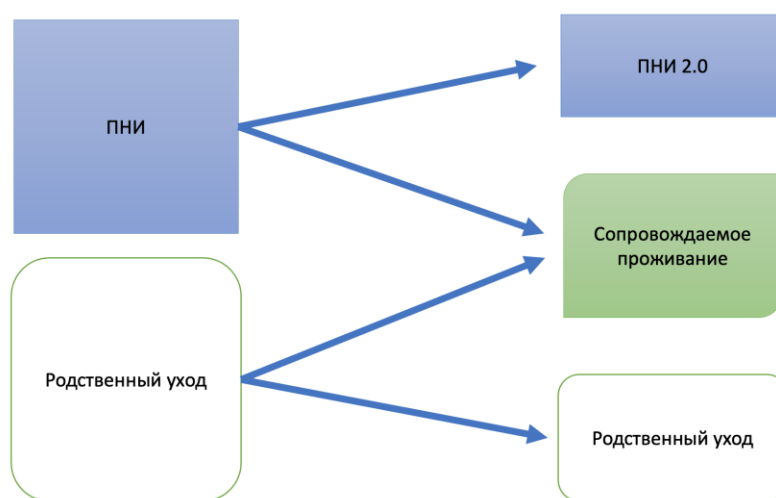 ПНИ
Родственный уход
ПНИ 2.0
Сопровождаемое
проживание
Родственный уход